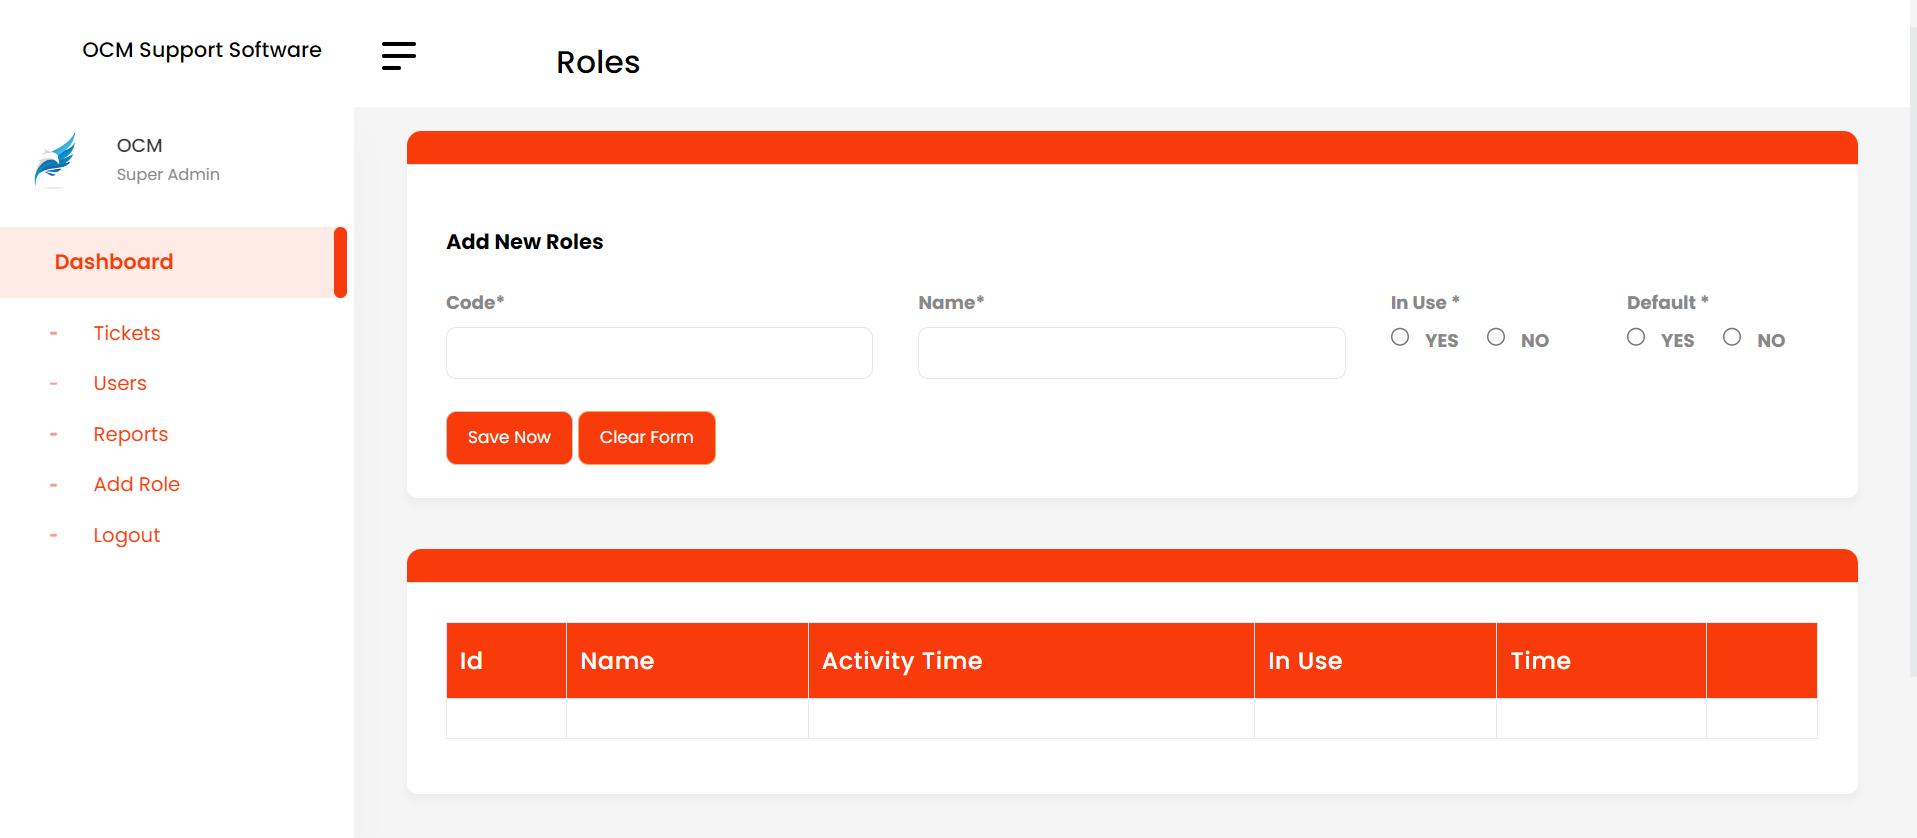 OCM Support Software
Roles
OCM
Super Admin
Dashboard
- Tickets
- Users
- Reports
- Add Role
- Logout
Add New Roles
Code* Name* In Use * Default *
YES NO YES NO
Save Now Clear Form
Id Name Activity Time In Use Time